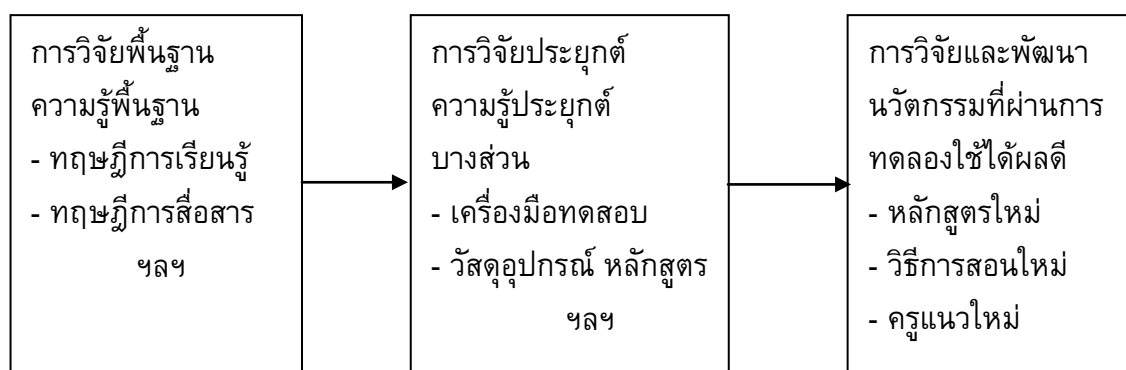 การวิจัยพื้นฐาน
ความรู้พื้นฐาน
- ทฤษฎีการเรียนรู้
- ทฤษฎีการสื่อสาร
ฯลฯ
การวิจัยประยุกต์
ความรู้ประยุกต์
บางส่วน
- เครื่องมือทดสอบ
- วัสดุอุปกรณ์ หลักสูตร
ฯลฯ
การวิจัยและพัฒนา
นวัตกรรมที่ผ่านการ
ทดลองใช้ได้ผลดี
- หลักสูตรใหม่
- วิธีการสอนใหม่
- ครูแนวใหม่